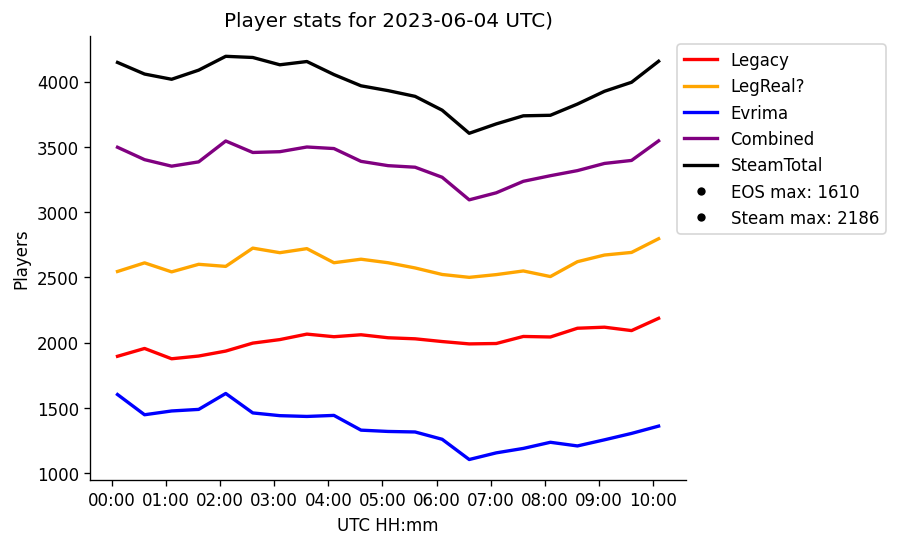 Player stats for 2023-06-04 UTC)
Legacy
LegReal?
Evrima
Combined
SteamTotal
EOS max: 1610
Steam max: 2186
Players
4000
3500
3000
2500
2000
1500
1000
00:00 01:00 02:00 03:00 04:00 05:00 06:00 07:00 08:00 09:00 10:00
UTC HH:mm